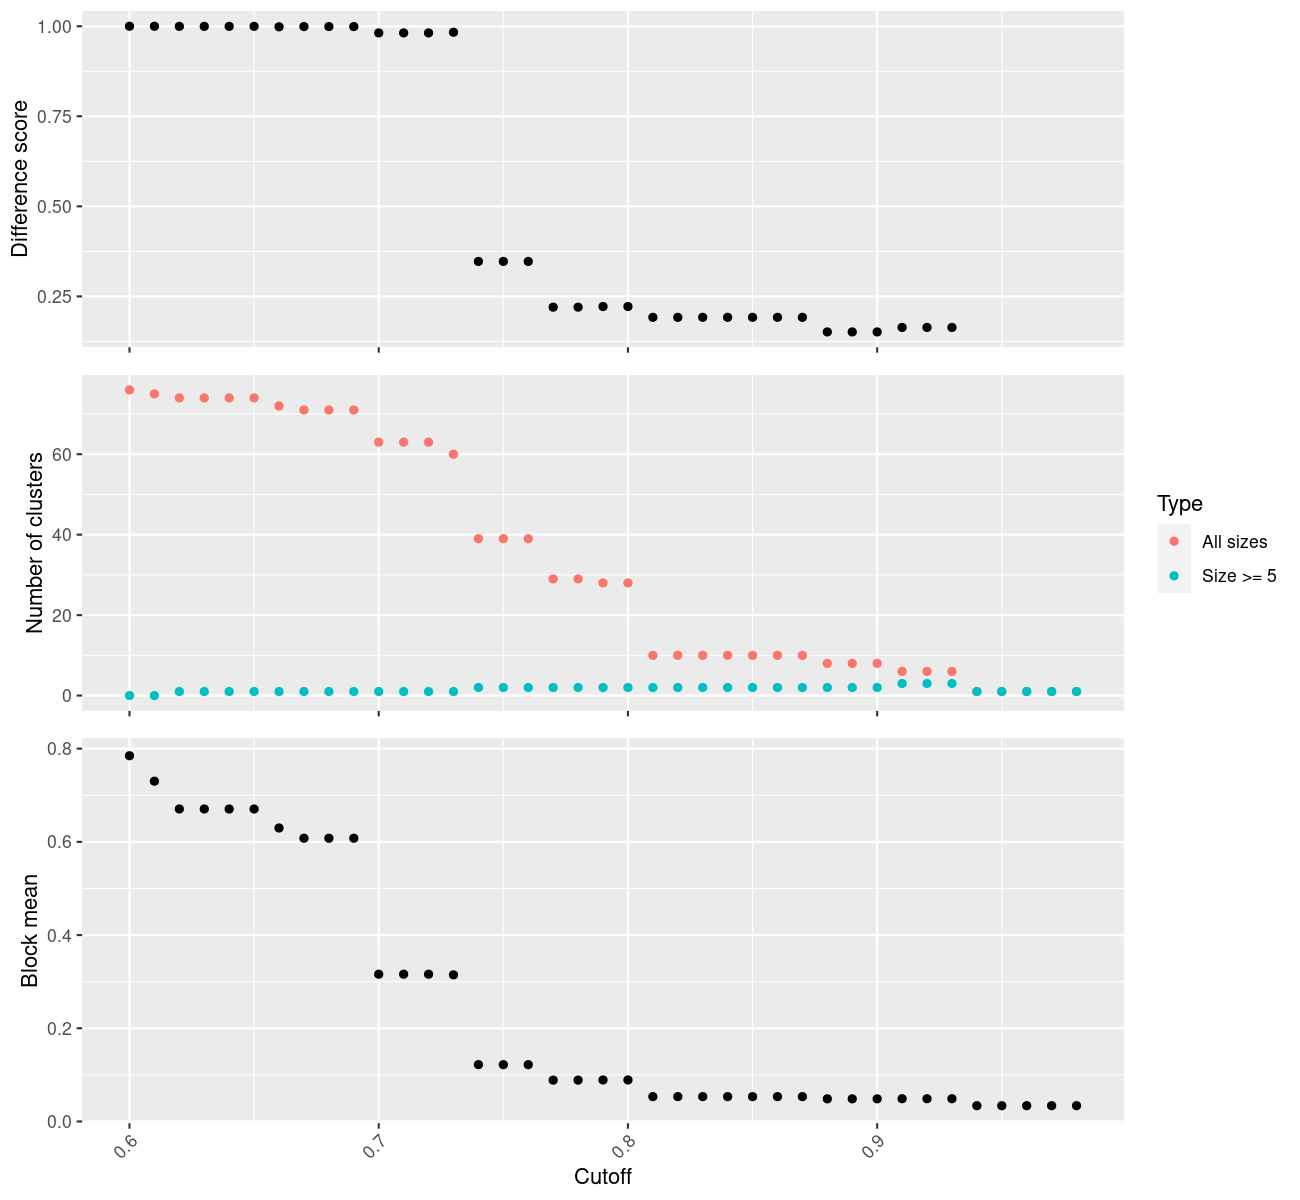 1.00
0.75
0.50
0.25
Difference score
60
40
20
0
Number of clusters
Type
All sizes
Size >= 5
0.8
0.6
0.4
0.2
0.0
Block mean
0.6 0.7 0.8 0.9
Cutoff